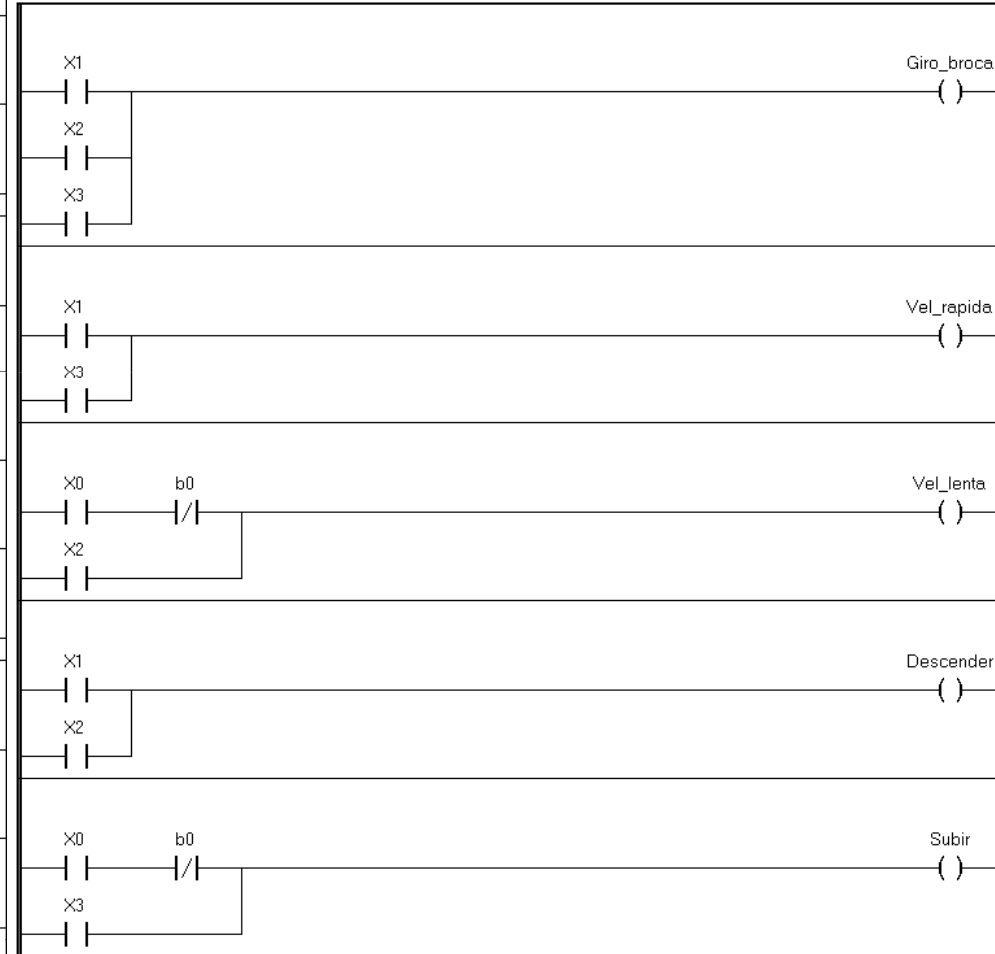 X1 Giro_broca
X2
X3
X1 Vel_rapida
X3
X0 b0 Vel_lenta
X2
X1 Descender
X2
X0 b0 Subir
X3